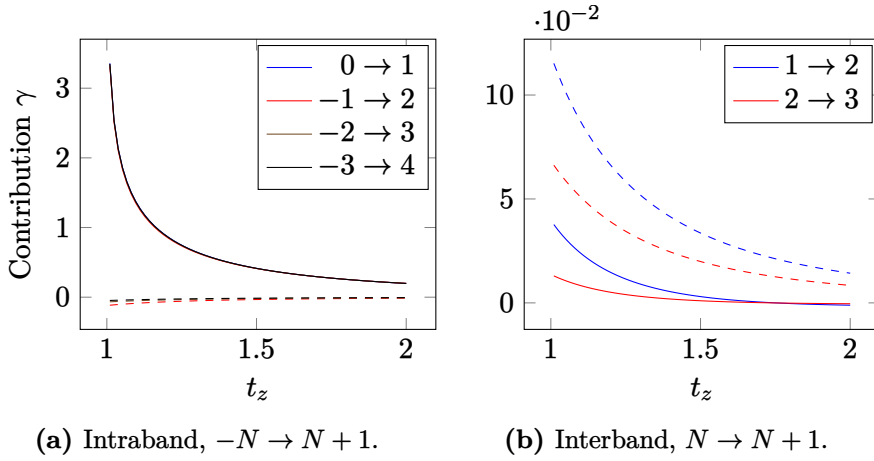 Contribution γ
3
2
1
0
1
1.5
2
t_z
0 → 1
−1 → 2
−2 → 3
−3 → 4
(a) Intraband, −N → N + 1.
·10⁻²
10
5
0
1
1.5
2
t_z
1 → 2
2 → 3
(b) Interband, N → N + 1.